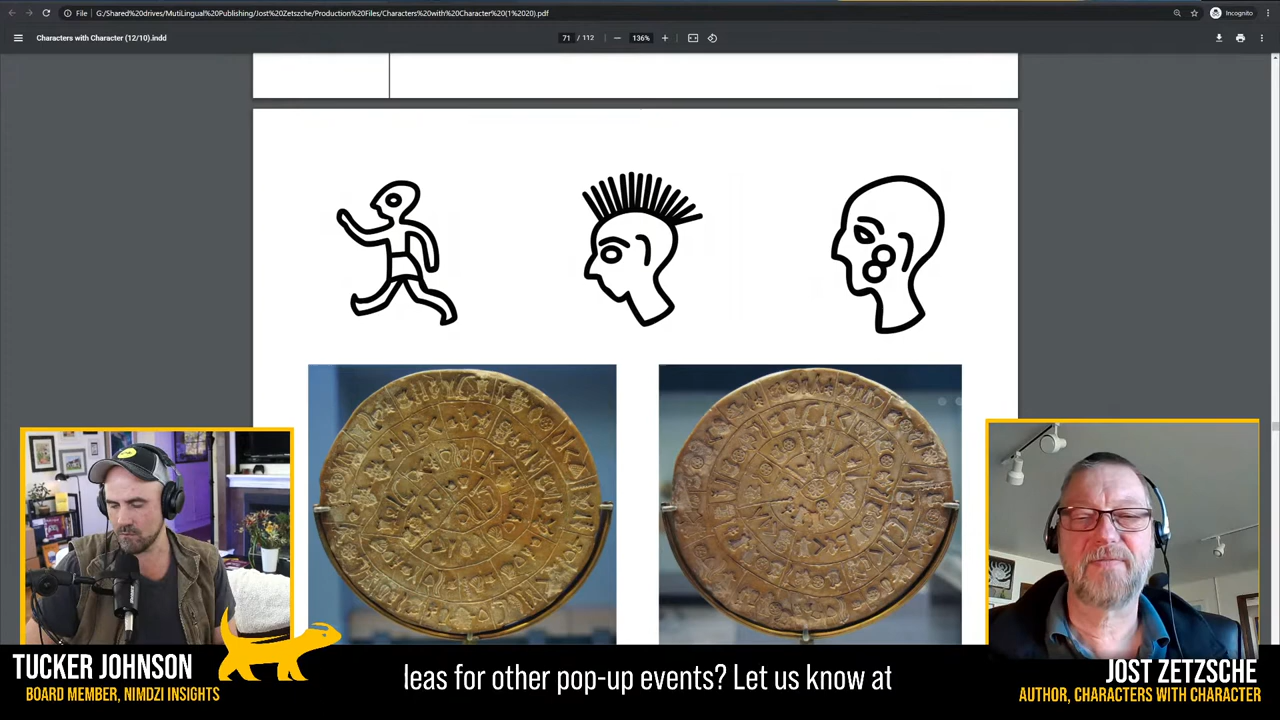 File
G:/Shared%20drives/MutiLingual%20Publishing/Jost%20Zetzsche/Production%20Files/Characters%20with%20Character%20(1%2020).pdf
Incognito
Characters with Character (12/10).indd
71 / 112
136%
TUCKER JOHNSON
BOARD MEMBER, NIMDZI INSIGHTS
leas for other pop-up events? Let us know at
JOST ZETZSCHE
AUTHOR, CHARACTERS WITH CHARACTER